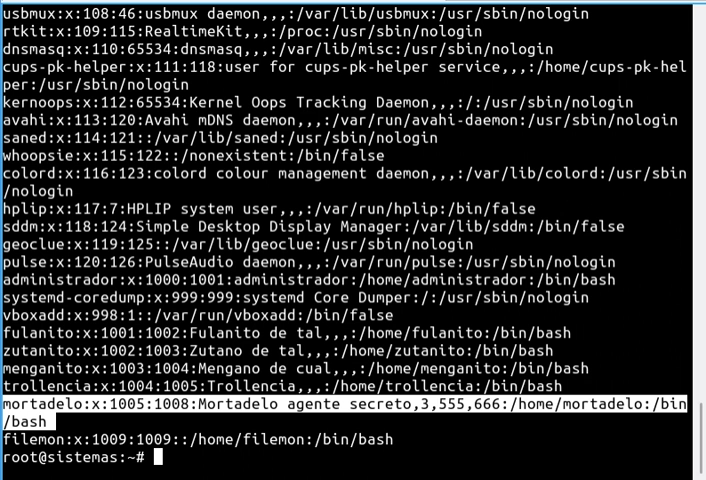 usbmux:x:108:46:usbmux daemon,,,:/var/lib/usbmux:/usr/sbin/nologin
rtkit:x:109:115:RealtimeKit,,,:/proc:/usr/sbin/nologin
dnsmasq:x:110:65534:dnsmasq,,,:/var/lib/misc:/usr/sbin/nologin
cups-pk-helper:x:111:118:user for cups-pk-helper service,,,:/home/cups-pk-hel
per:/usr/sbin/nologin
kernoops:x:112:65534:Kernel Oops Tracking Daemon,,,:/:/usr/sbin/nologin
avahi:x:113:120:Avahi mDNS daemon,,,:/var/run/avahi-daemon:/usr/sbin/nologin
saned:x:114:121::/var/lib/saned:/usr/sbin/nologin
whoopsie:x:115:122::/nonexistent:/bin/false
colord:x:116:123:colord colour management daemon,,,:/var/lib/colord:/usr/sbin
/nologin
hplip:x:117:7:HPLIP system user,,,:/var/run/hplip:/bin/false
sddm:x:118:124:Simple Desktop Display Manager:/var/lib/sddm:/bin/false
geoclue:x:119:125::/var/lib/geoclue:/usr/sbin/nologin
pulse:x:120:126:PulseAudio daemon,,,:/var/run/pulse:/usr/sbin/nologin
administrador:x:1000:1001:administrador:/home/administrador:/bin/bash
systemd-coredump:x:999:999:systemd Core Dumper:/:/usr/sbin/nologin
vboxadd:x:998:1::/var/run/vboxadd:/bin/false
fulanito:x:1001:1002:Fulanito de tal,,,:/home/fulanito:/bin/bash
zutanito:x:1002:1003:Zutano de tal,,,:/home/zutanito:/bin/bash
menganito:x:1003:1004:Mengano de cual,,,:/home/menganito:/bin/bash
trollencia:x:1004:1005:Trollencia,,,:/home/trollencia:/bin/bash
mortadelo:x:1005:1008:Mortadelo agente secreto,3,555,666:/home/mortadelo:/bin
/bash
filemon:x:1009:1009::/home/filemon:/bin/bash
root@sistemas:~#